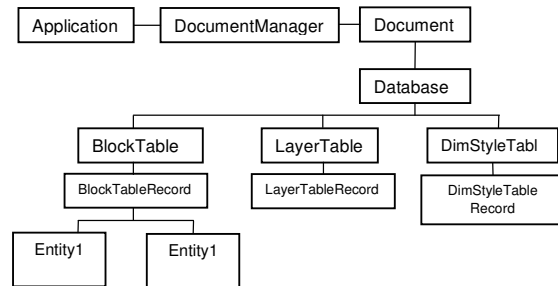 Application
DocumentManager
Document
Database
BlockTable
LayerTable
DimStyleTabl
BlockTableRecord
LayerTableRecord
DimStyleTable
Record
Entity1
Entity1